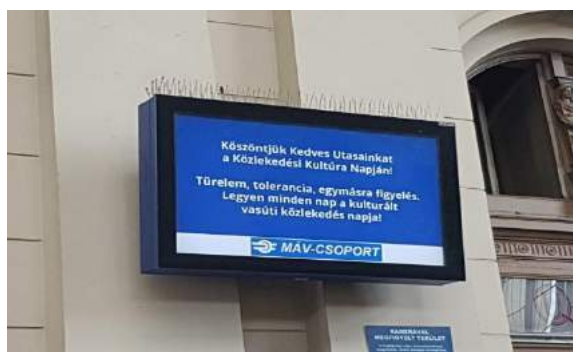 Köszöntjük Kedves Utasainkat
a Közlekedési Kultúra Napján!
Türelem, tolerancia, egymásra figyelés.
Legyen minden nap a kulturált
vasúti közlekedés napja!
MÁV-CSOPORT
KAMERÁVAL
MEGFIGYELT TERÜLET